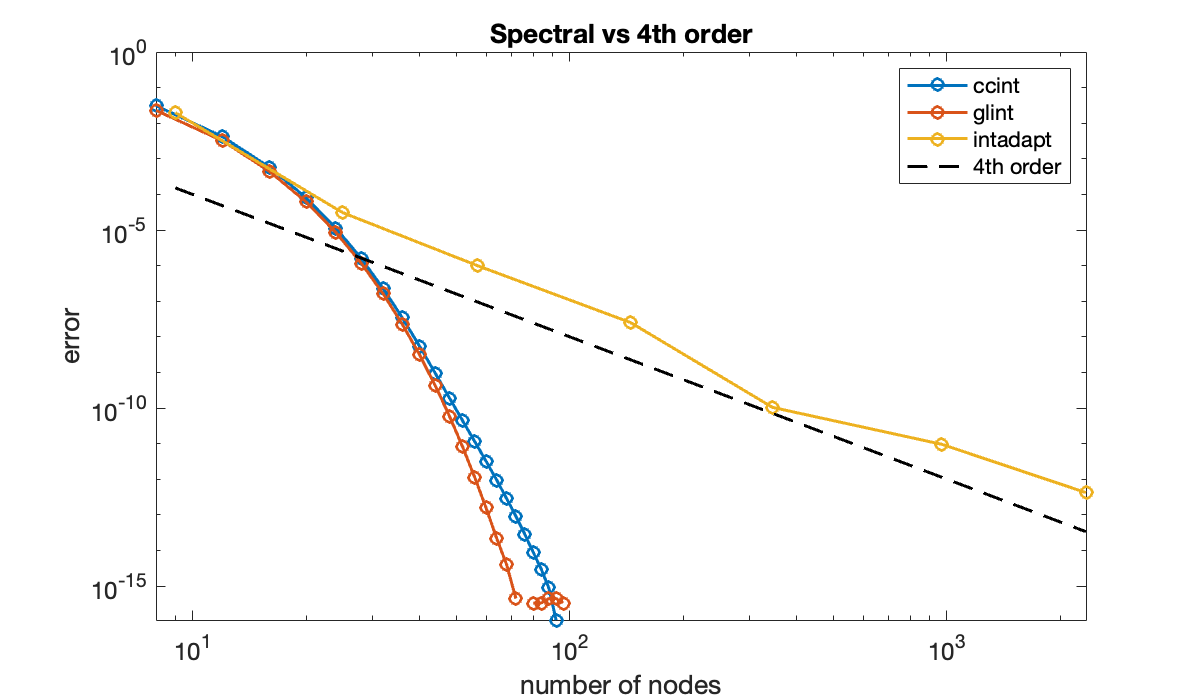 Spectral vs 4th order
10^0
10^-5
10^-10
10^-15
error
ccint
glint
intadapt
4th order
10^1
10^2
10^3
number of nodes